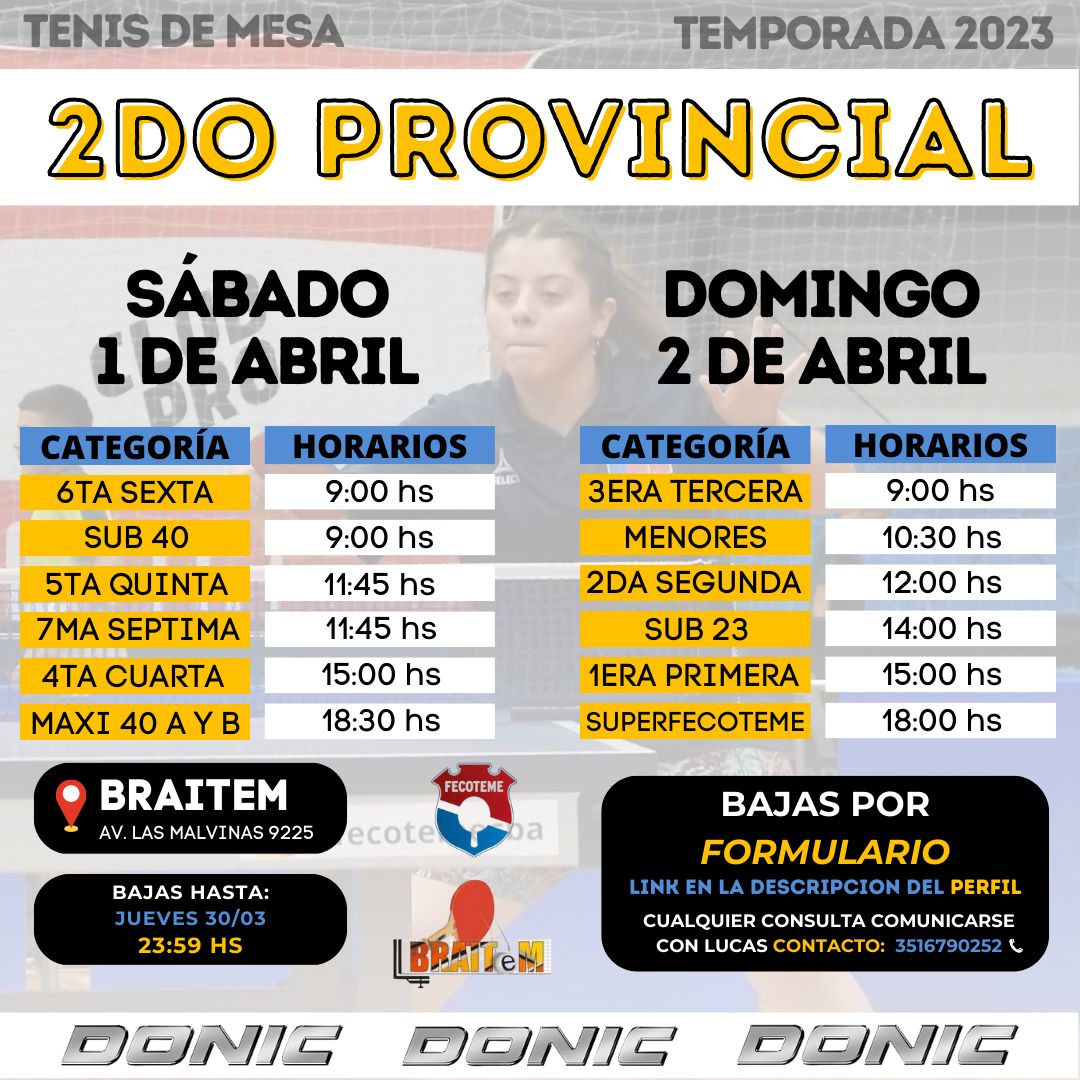 TENIS DE MESA
TEMPORADA 2023
2DO PROVINCIAL
SÁBADO
1 DE ABRIL
CATEGORÍA HORARIOS
6TA SEXTA 9:00 hs
SUB 40 9:00 hs
5TA QUINTA 11:45 hs
7MA SEPTIMA 11:45 hs
4TA CUARTA 15:00 hs
MAXI 40 A Y B 18:30 hs
DOMINGO
2 DE ABRIL
CATEGORÍA HORARIOS
3ERA TERCERA 9:00 hs
MENORES 10:30 hs
2DA SEGUNDA 12:00 hs
SUB 23 14:00 hs
1ERA PRIMERA 15:00 hs
SUPERFECOTEME 18:00 hs
BRAITEM
AV. LAS MALVINAS 9225
BAJAS HASTA:
JUEVES 30/03
23:59 HS
FECOTEME
BRAITeM
BAJAS POR
FORMULARIO
LINK EN LA DESCRIPCION DEL PERFIL
CUALQUIER CONSULTA COMUNICARSE
CON LUCAS CONTACTO: 3516790252
DONIC DONIC DONIC